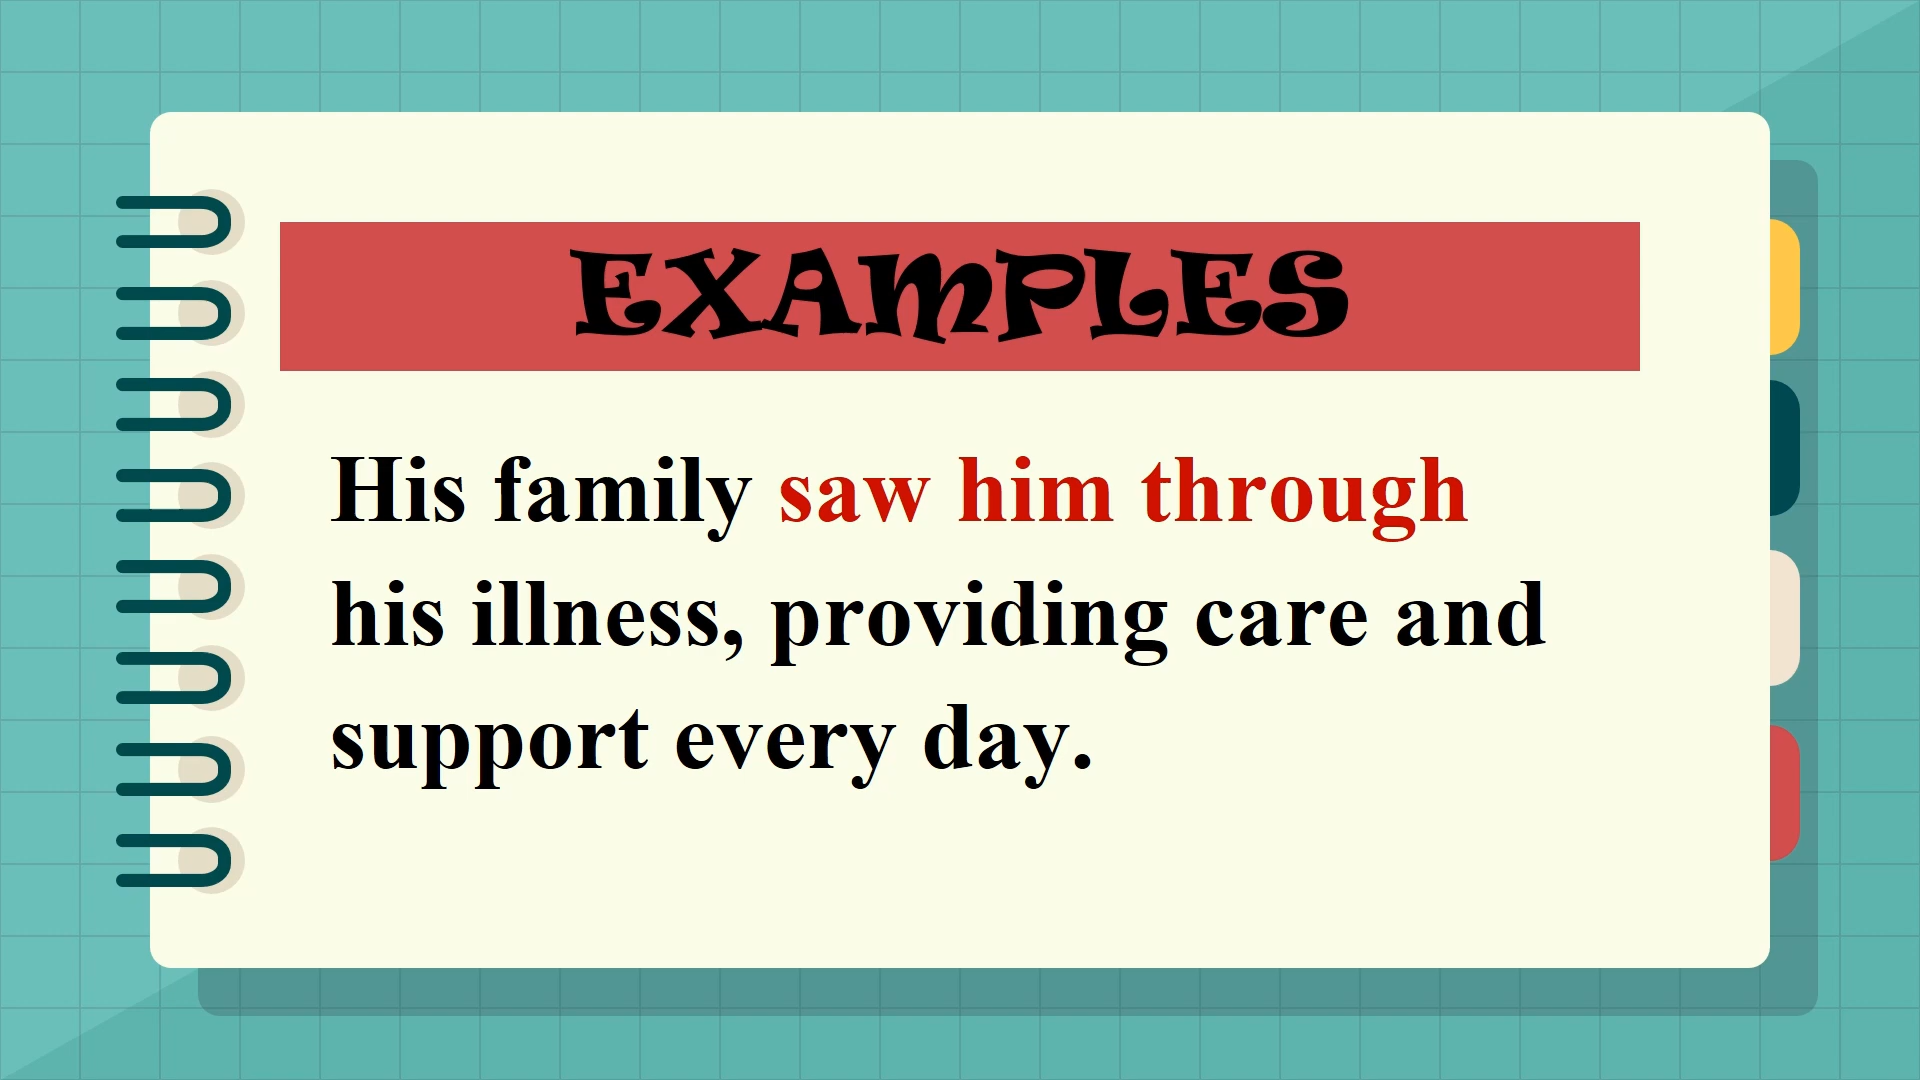 EXAMPLES
His family saw him through
his illness, providing care and
support every day.